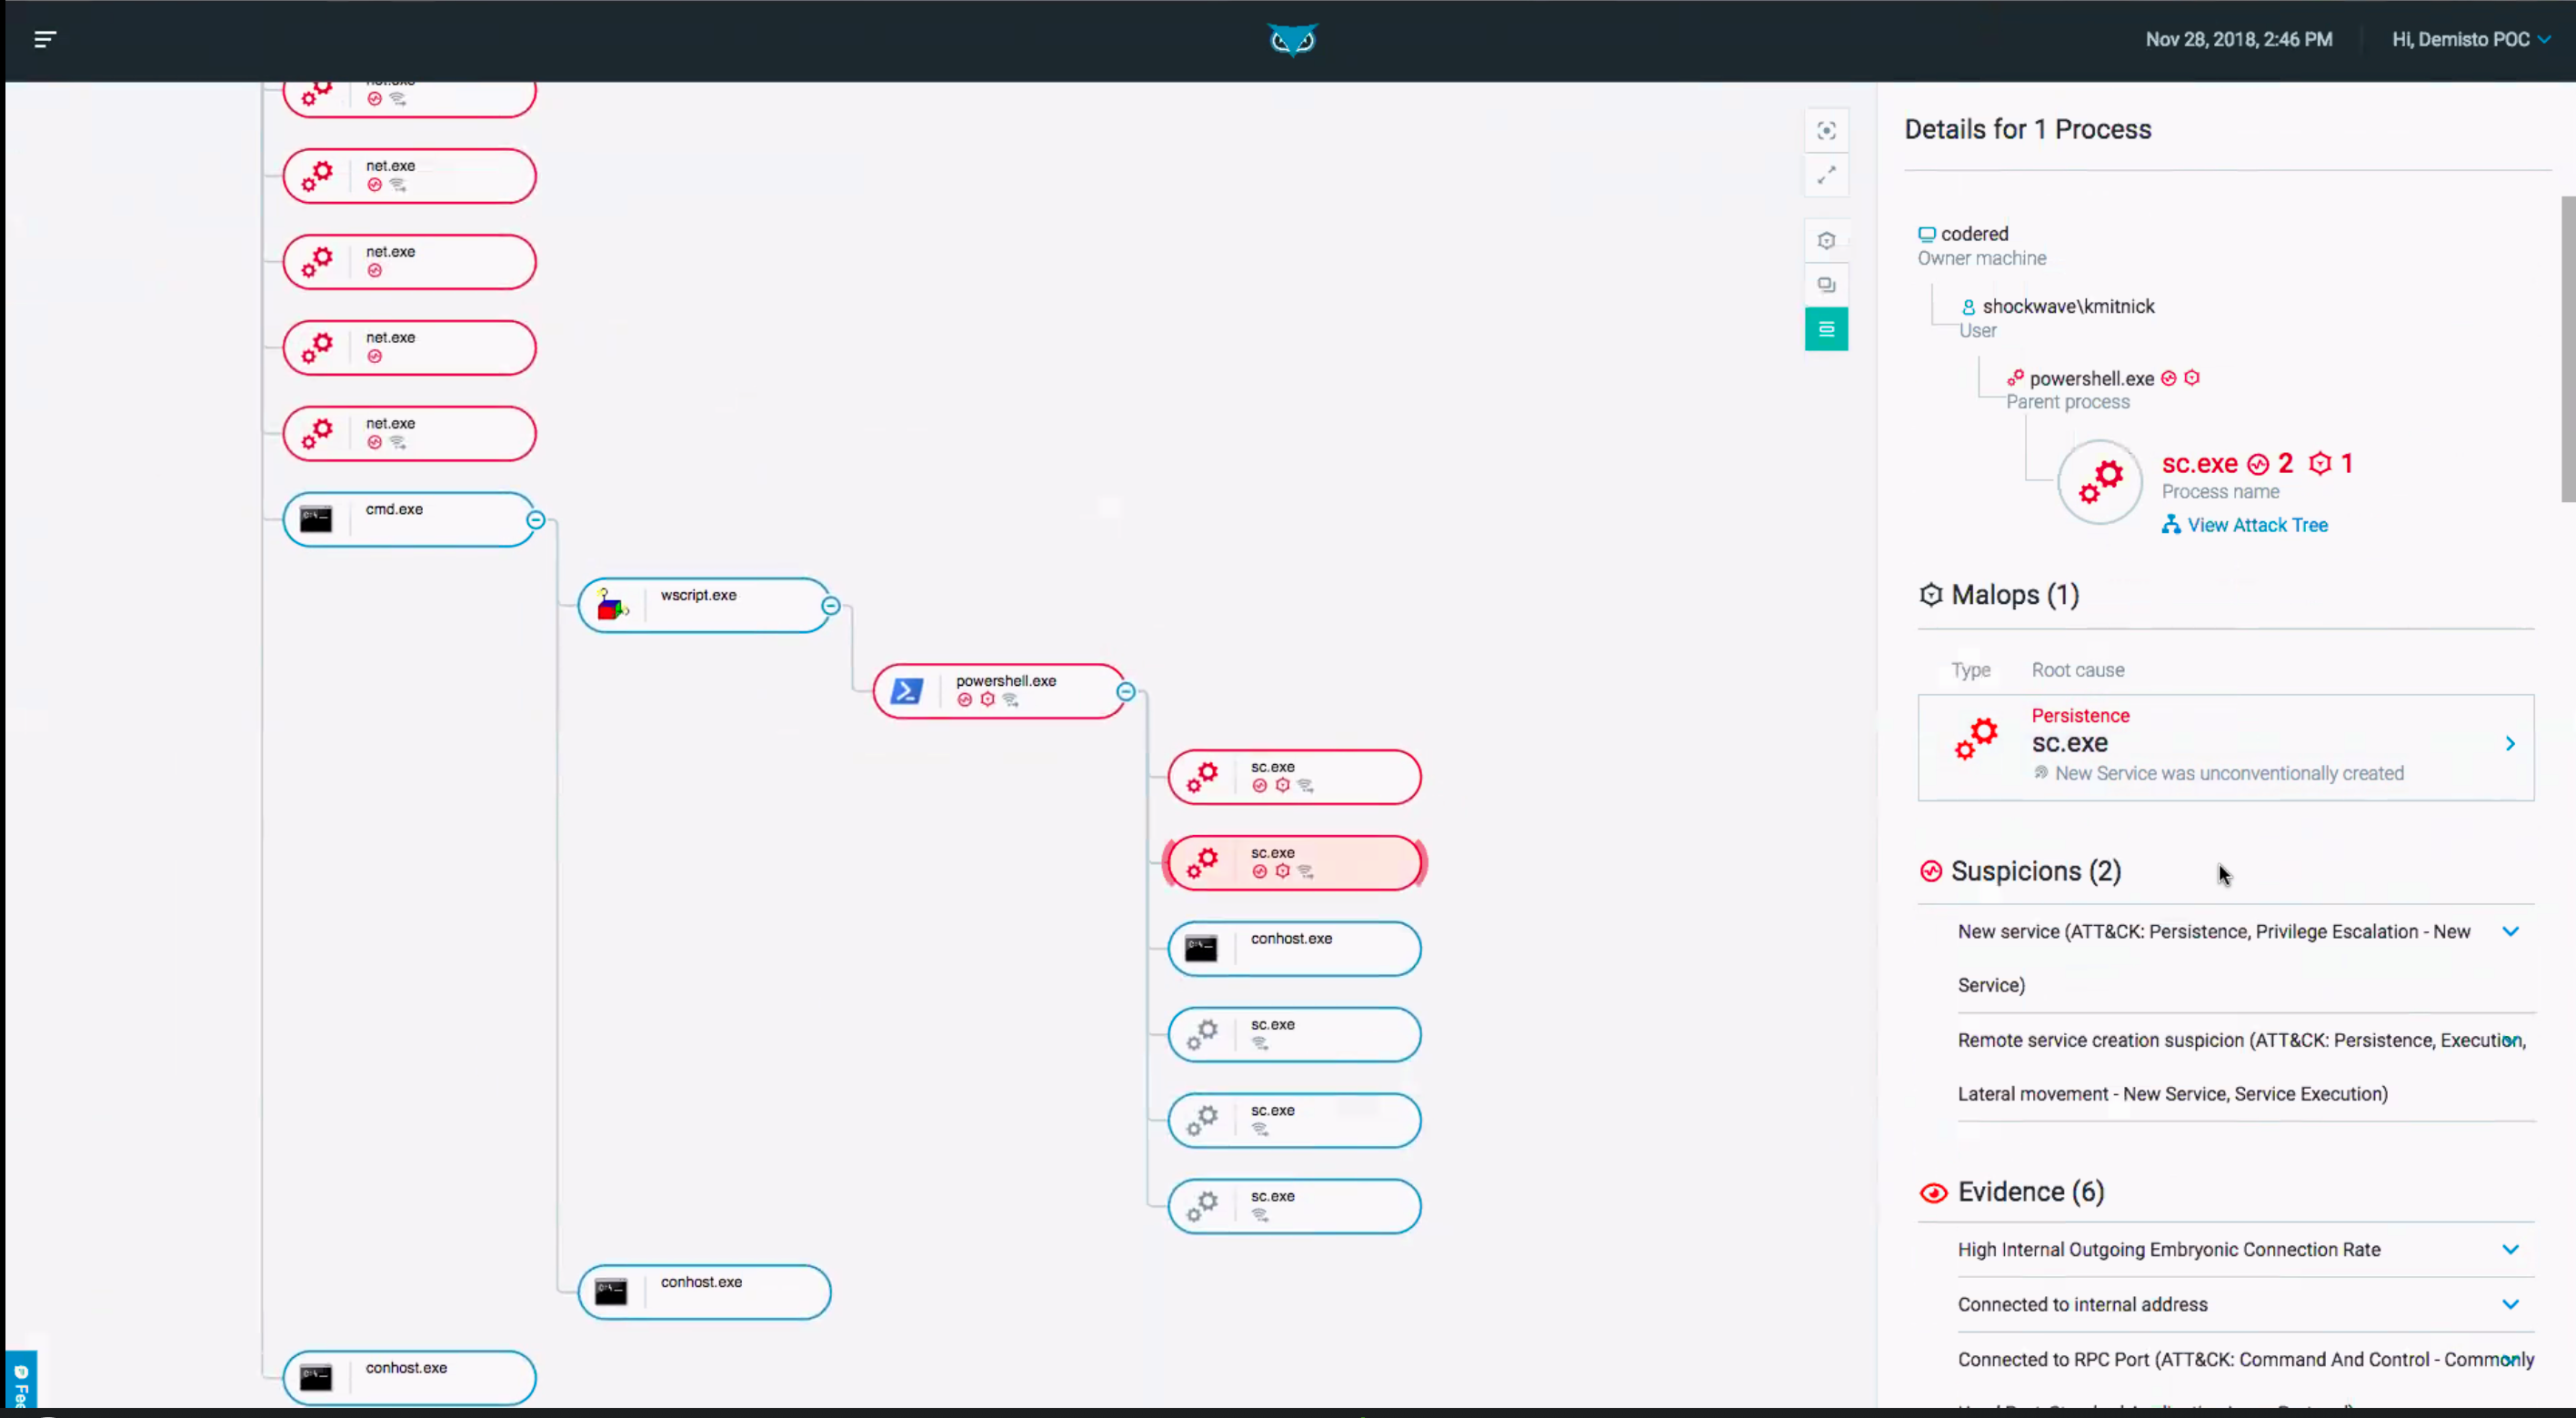 Nov 28, 2018, 2:46 PM
Hi, Demisto POC
net.exe
net.exe
net.exe
net.exe
cmd.exe
wscript.exe
powershell.exe
sc.exe
sc.exe
conhost.exe
sc.exe
sc.exe
sc.exe
conhost.exe
conhost.exe
Fee
Details for 1 Process
codered
Owner machine
shockwave\kmitnick
User
powershell.exe
Parent process
sc.exe 2 1
Process name
View Attack Tree
Malops (1)
Type Root cause
Persistence
sc.exe
New Service was unconventionally created
Suspicions (2)
New service (ATT&CK: Persistence, Privilege Escalation - New
Service)
Remote service creation suspicion (ATT&CK: Persistence, Execution,
Lateral movement - New Service, Service Execution)
Evidence (6)
High Internal Outgoing Embryonic Connection Rate
Connected to internal address
Connected to RPC Port (ATT&CK: Command And Control - Commonly